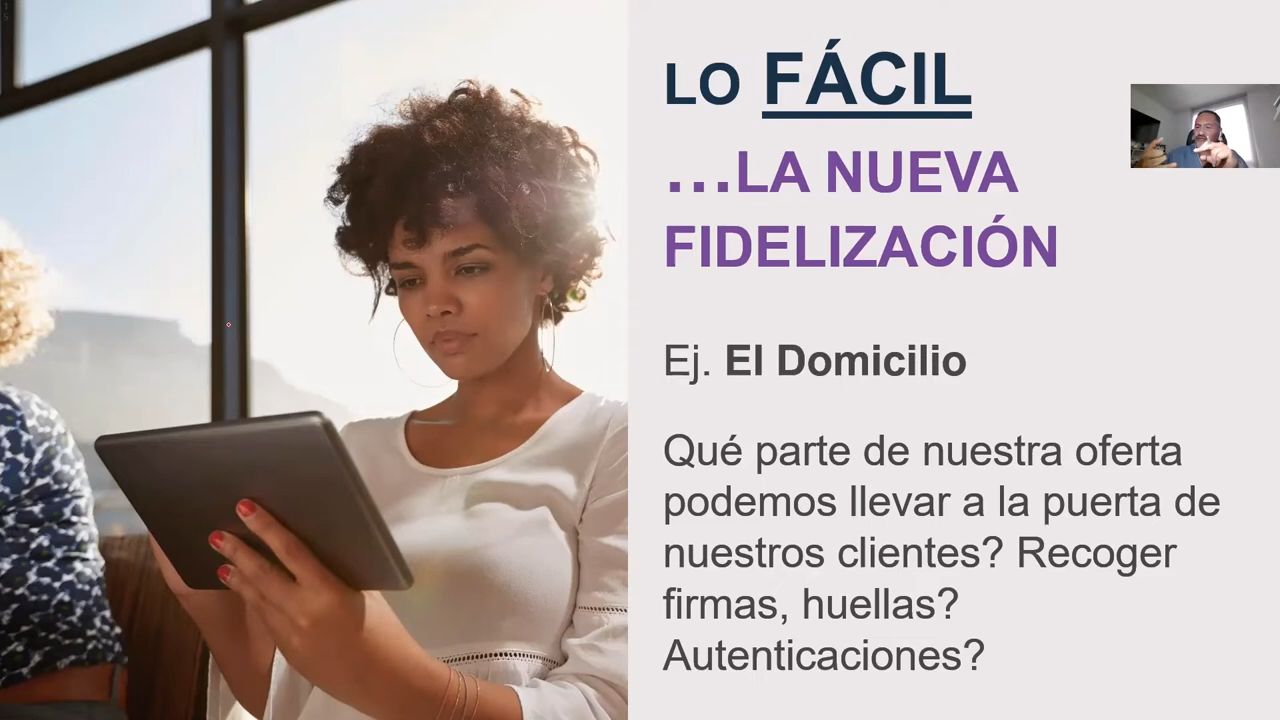 LO FÁCIL
...LA NUEVA
FIDELIZACIÓN
Ej. El Domicilio
Qué parte de nuestra oferta
podemos llevar a la puerta de
nuestros clientes? Recoger
firmas, huellas?
Autenticaciones?